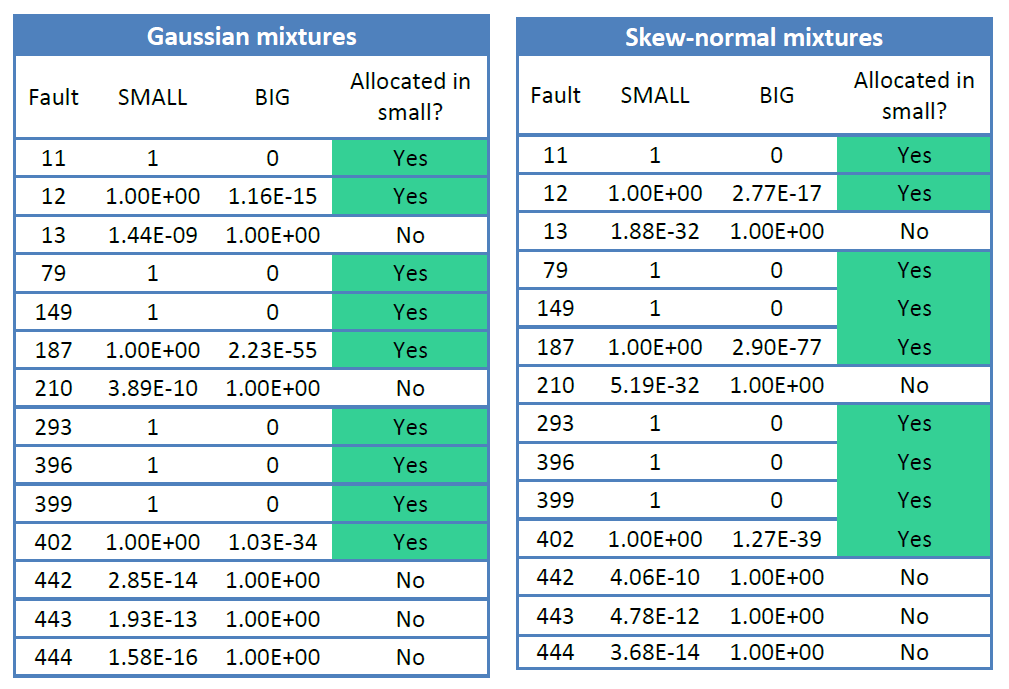 Gaussian mixtures
Fault SMALL BIG Allocated in
small?
11 1 0 Yes
12 1.00E+00 1.16E-15 Yes
13 1.44E-09 1.00E+00 No
79 1 0 Yes
149 1 0 Yes
187 1.00E+00 2.23E-55 Yes
210 3.89E-10 1.00E+00 No
293 1 0 Yes
396 1 0 Yes
399 1 0 Yes
402 1.00E+00 1.03E-34 Yes
442 2.85E-14 1.00E+00 No
443 1.93E-13 1.00E+00 No
444 1.58E-16 1.00E+00 No
Skew-normal mixtures
Fault SMALL BIG Allocated in
small?
11 1 0 Yes
12 1.00E+00 2.77E-17 Yes
13 1.88E-32 1.00E+00 No
79 1 0 Yes
149 1 0 Yes
187 1.00E+00 2.90E-77 Yes
210 5.19E-32 1.00E+00 No
293 1 0 Yes
396 1 0 Yes
399 1 0 Yes
402 1.00E+00 1.27E-39 Yes
442 4.06E-10 1.00E+00 No
443 4.78E-12 1.00E+00 No
444 3.68E-14 1.00E+00 No